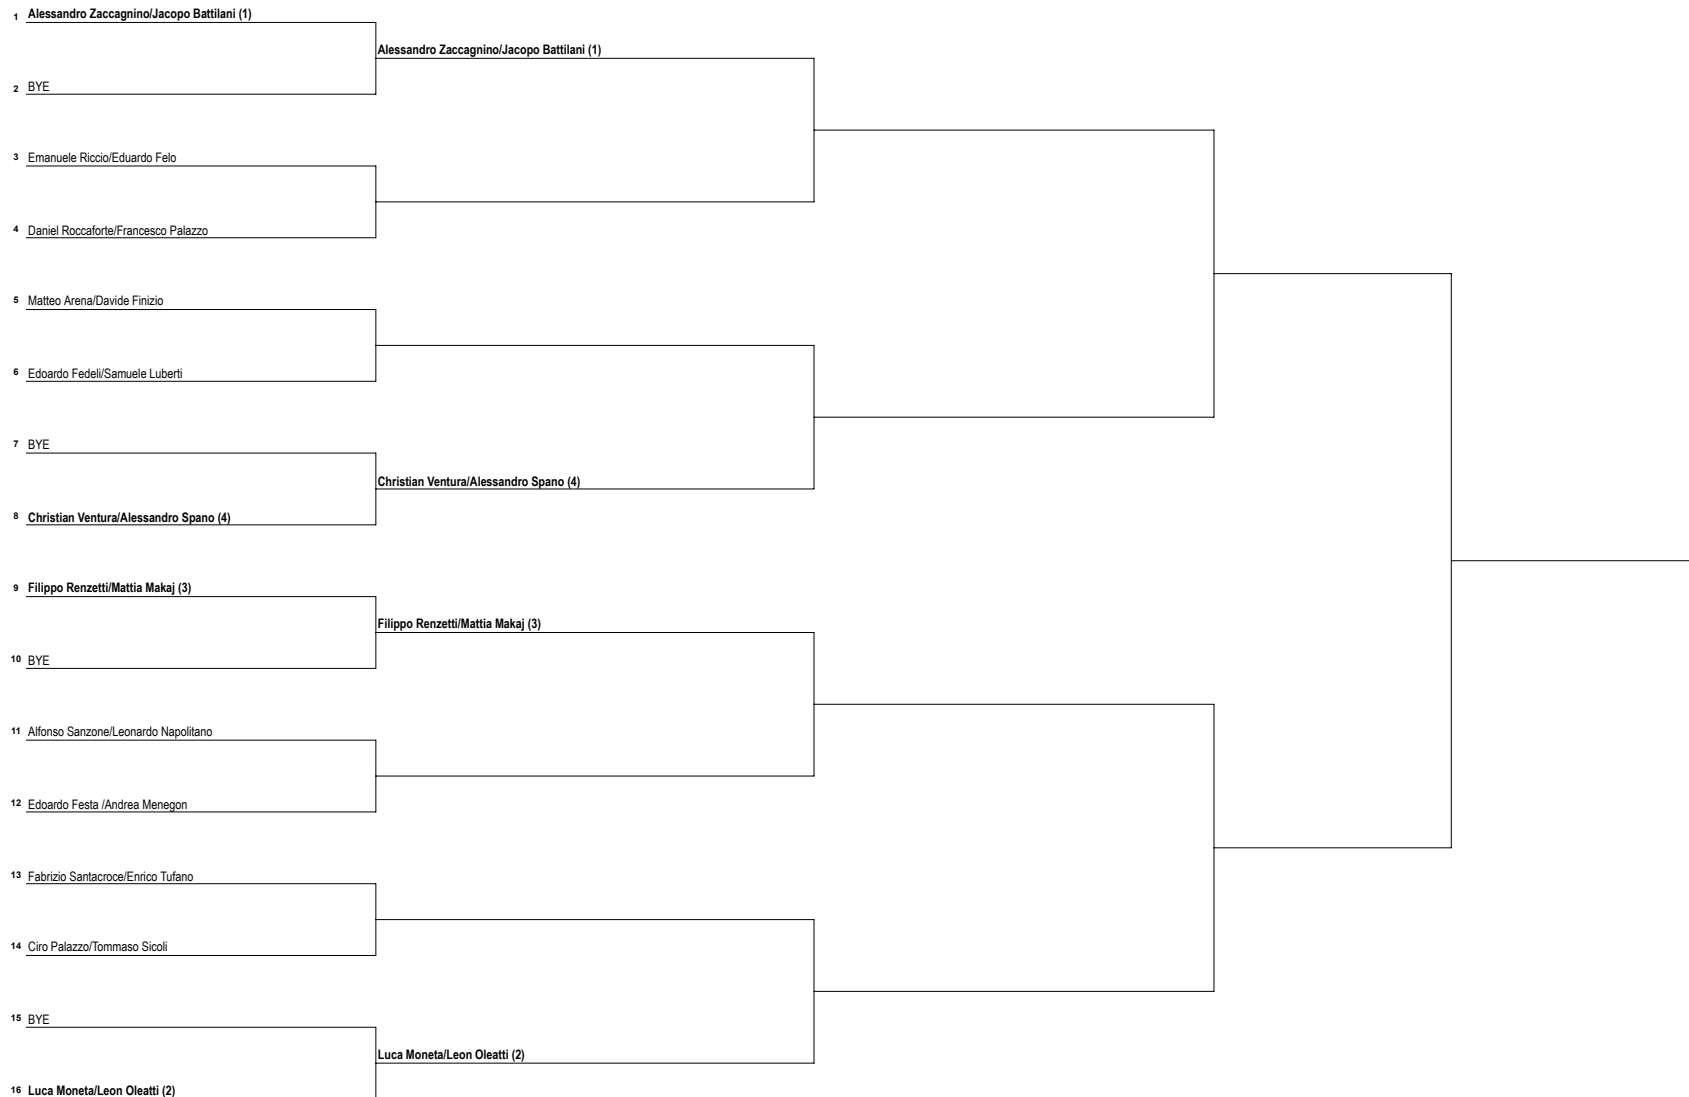 1 Alessandro Zaccagnino/Jacopo Battilani (1)
Alessandro Zaccagnino/Jacopo Battilani (1)
2 BYE
3 Emanuele Riccio/Eduardo Felo
4 Daniel Roccaforte/Francesco Palazzo
5 Matteo Arena/Davide Finizio
6 Edoardo Fedeli/Samuele Luberti
7 BYE
Christian Ventura/Alessandro Spano (4)
8 Christian Ventura/Alessandro Spano (4)
9 Filippo Renzetti/Mattia Makaj (3)
Filippo Renzetti/Mattia Makaj (3)
10 BYE
11 Alfonso Sanzone/Leonardo Napolitano
12 Edoardo Festa /Andrea Menegon
13 Fabrizio Santacroce/Enrico Tufano
14 Ciro Palazzo/Tommaso Sicoli
15 BYE
Luca Moneta/Leon Oleatti (2)
16 Luca Moneta/Leon Oleatti (2)